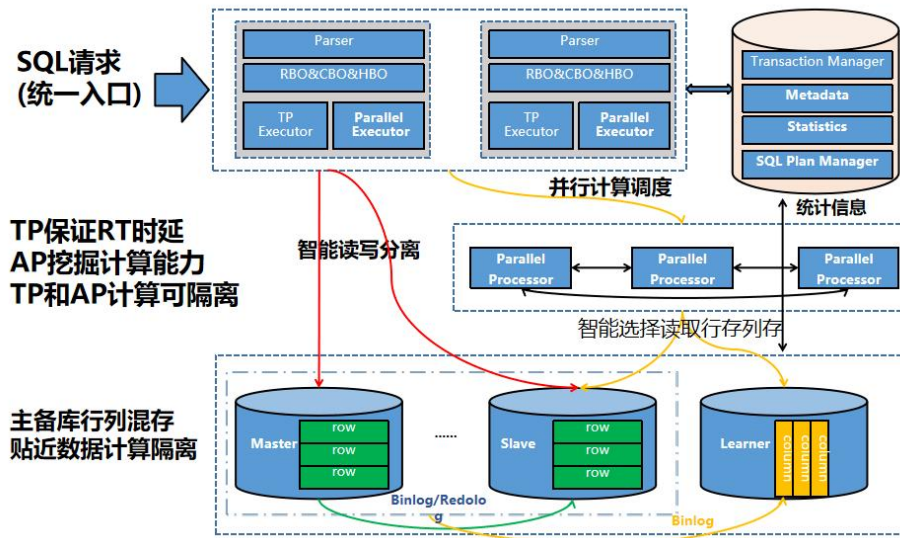 SQL请求
(统一入口)
Parser
RBO&CBO&HBO
TP
Executor
Parallel
Executor
Parser
RBO&CBO&HBO
TP
Executor
Parallel
Executor
Transaction Manager
Metadata
Statistics
SQL Plan Manager
并行计算调度
统计信息
TP保证RT时延
AP挖掘计算能力
TP和AP计算可隔离
智能读写分离
Parallel
Processor
Parallel
Processor
Parallel
Processor
智能选择读取行存列存
主备库行列混存
贴近数据计算隔离
Master
row
row
row
......
Slave
row
row
row
Learner
column
column
column
Binlog/Redolo
g
Binlog